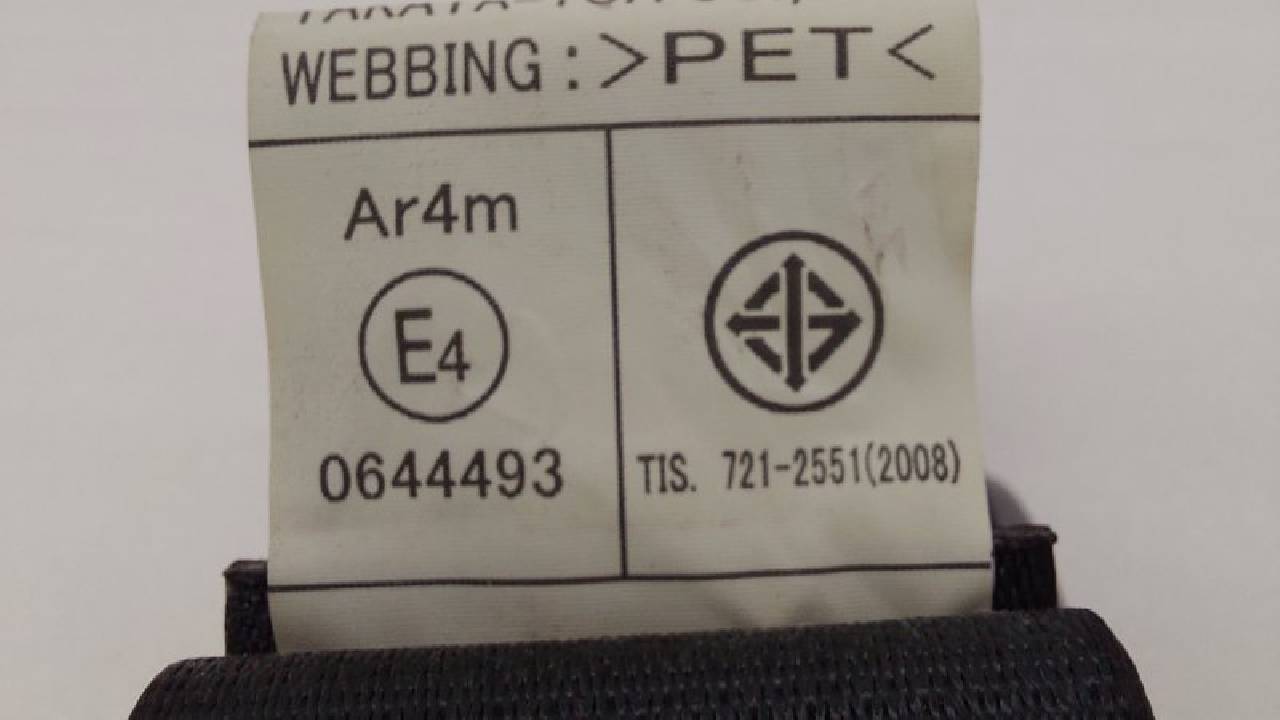 WEBBING:>PET<
Ar4m
E4
0644493
TIS. 721-2551(2008)